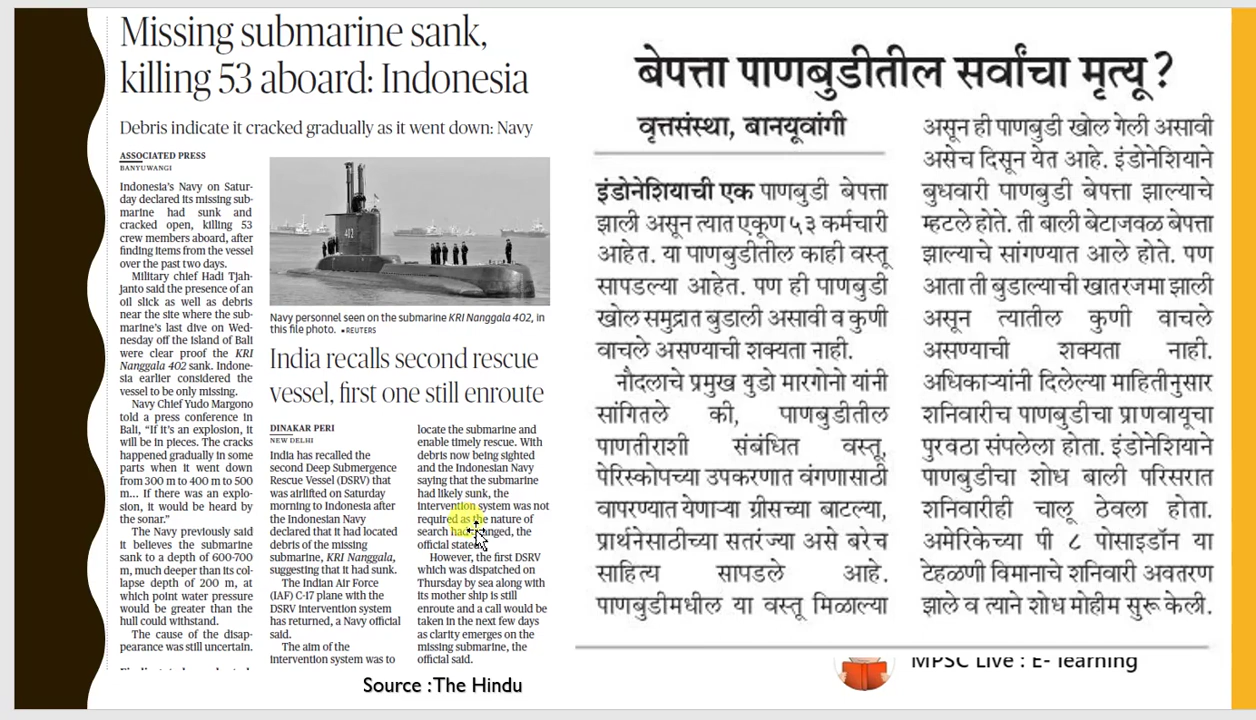 Missing submarine sank,
killing 53 aboard: Indonesia
Debris indicate it cracked gradually as it went down: Navy
ASSOCIATED PRESS
BANYUWANGI
Indonesia's Navy on Satur-
day declared its missing sub-
marine had sunk and
cracked open, killing 53
crew members aboard, after
finding items from the vessel
over the past two days.
Military chief Hadi Tjah-
janto said the presence of an
oil slick as well as debris
near the site where the sub-
marine's last dive on Wed-
nesday off the island of Bali
were clear proof the KRI
Nanggala 402 sank. Indone-
sia earlier considered the
vessel to be only missing.
Navy Chief Yudo Margono
told a press conference in
Bali, “If it's an explosion, it
will be in pieces. The cracks
happened gradually in some
parts when it went down
from 300 m to 400 m to 500
m... If there was an explo-
sion, it would be heard by
the sonar.”
The Navy previously said
it believes the submarine
sank to a depth of 600-700
m, much deeper than its col-
lapse depth of 200 m, at
which point water pressure
would be greater than the
hull could withstand.
The cause of the disap-
pearance was still uncertain.
412
Navy personnel seen on the submarine KRI Nanggala 402, in
this file photo. ▪REUTERS
India recalls second rescue
vessel, first one still enroute
DINAKAR PERI
NEW DELHI
India has recalled the
second Deep Submergence
Rescue Vessel (DSRV) that
was airlifted on Saturday
morning to Indonesia after
the Indonesian Navy
declared that it had located
debris of the missing
submarine, KRI Nanggala,
suggesting that it had sunk.
The Indian Air Force
(IAF) C-17 plane with the
DSRV intervention system
has returned, a Navy official
said.
The aim of the
intervention system was to
locate the submarine and
enable timely rescue. With
debris now being sighted
and the Indonesian Navy
saying that the submarine
had likely sunk, the
intervention system was not
required as the nature of
search had changed, the
official
However, the first DSRV
which was dispatched on
Thursday by sea along with
its mother ship is still
enroute and a call would be
taken in the next few days
as clarity emerges on the
missing submarine, the
official said.
Source :The Hindu
बेपत्ता पाणबुडीतील सर्वांचा मृत्यू ?
वृत्तसंस्था, बानयूवांगी
इंडोनेशियाची एक पाणबुडी बेपत्ता
झाली असून त्यात एकूण ५३ कर्मचारी
आहेत. या पाणबुडीतील काही वस्तू
सापडल्या आहेत. पण ही पाणबुडी
खोल समुद्रात बुडाली असावी व कुणी
वाचले असण्याची शक्यता नाही.
नौदलाचे प्रमुख युडो मारगोनो यांनी
सांगितले की, पाणबुडीतील
पाणतीराशी संबंधित वस्तू,
पेरिस्कोपच्या उपकरणात वंगणासाठी
वापरण्यात येणाऱ्या ग्रीसच्या बाटल्या,
प्रार्थनेसाठीच्या सतरंज्या असे बरेच
साहित्य सापडले आहे.
पाणबुडीमधील या वस्तू मिळाल्या
असून ही पाणबुडी खोल गेली असावी
असेच दिसून येत आहे. इंडोनेशियाने
बुधवारी पाणबुडी बेपत्ता झाल्याचे
म्हटले होते. ती बाली बेटाजवळ बेपत्ता
झाल्याचे सांगण्यात आले होते. पण
आता ती बुडाल्याची खातरजमा झाली
असून त्यातील कुणी वाचले
असण्याची शक्यता नाही.
अधिकाऱ्यांनी दिलेल्या माहितीनुसार
शनिवारीच पाणबुडीचा प्राणवायूचा
पुरवठा संपलेला होता. इंडोनेशियाने
पाणबुडीचा शोध बाली परिसरात
शनिवारीही चालू ठेवला होता.
अमेरिकेच्या पी ८ पोसाइडॉन या
टेहळणी विमानाचे शनिवारी अवतरण
झाले व त्याने शोध मोहीम सुरू केली.
MPSC Live : E- learning